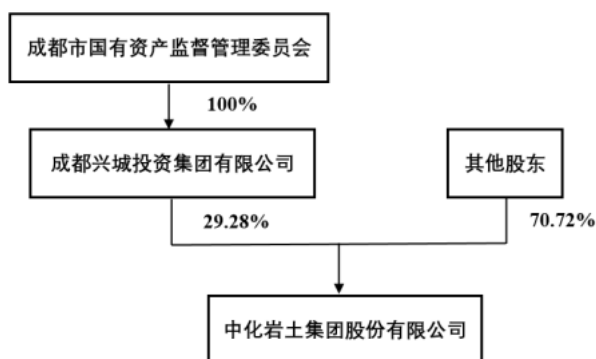 成都市国有资产监督管理委员会
100%
成都兴城投资集团有限公司
其他股东
29.28%
70.72%
中化岩土集团股份有限公司